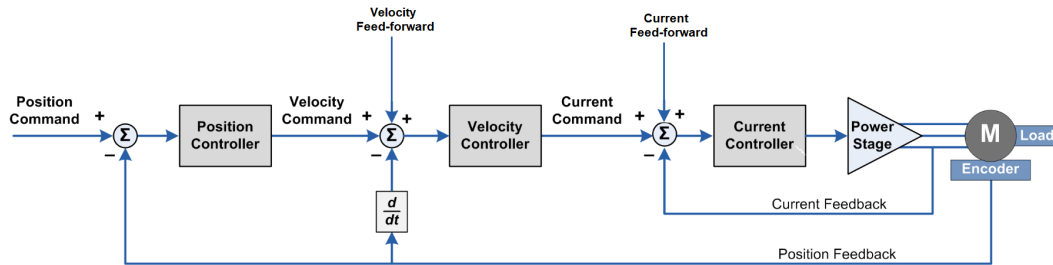 Velocity
Feed-forward
Current
Feed-forward
Position
Command
+
Σ
−
Position
Controller
Velocity
Command
+
+
Σ
−
Velocity
Controller
Current
Command
+
+
Σ
−
Current
Controller
Power
Stage
M
Load
Encoder
d
dt
Current Feedback
Position Feedback